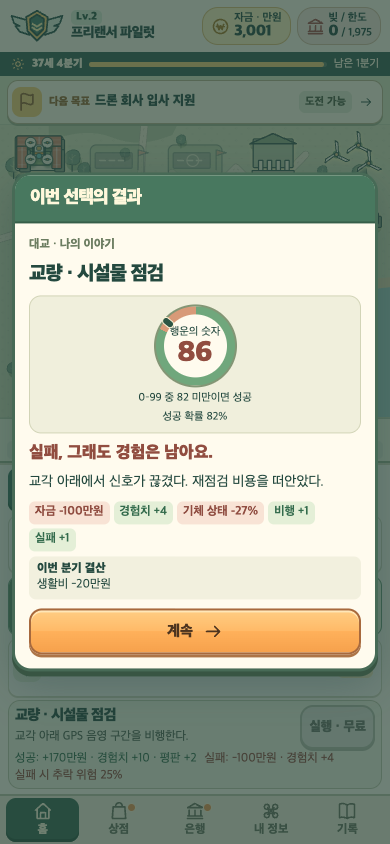 Lv.2
프리랜서 파일럿
자금 · 만원
3,001
빚 / 한도
0 / 1,975
37세 4분기
남은 1분기
다음 목표 드론 회사 입사 지원
도전 가능 →
이번 선택의 결과
대교 · 나의 이야기
교량 · 시설물 점검
행운의 숫자
86
0-99 중 82 미만이면 성공
성공 확률 82%
실패, 그래도 경험은 남아요.
교각 아래에서 신호가 끊겼다. 재점검 비용을 떠안았다.
자금 -100만원 경험치 +4 기체 상태 -27% 비행 +1
실패 +1
이번 분기 결산
생활비 -20만원
계속 →
교량 · 시설물 점검
교각 아래 GPS 음영 구간을 비행한다.
실행 · 무료
성공: +170만원 · 경험치 +10 · 평판 +2 실패: -100만원 · 경험치 +4
실패 시 추락 위험 25%
홈 상점 은행 내 정보 기록